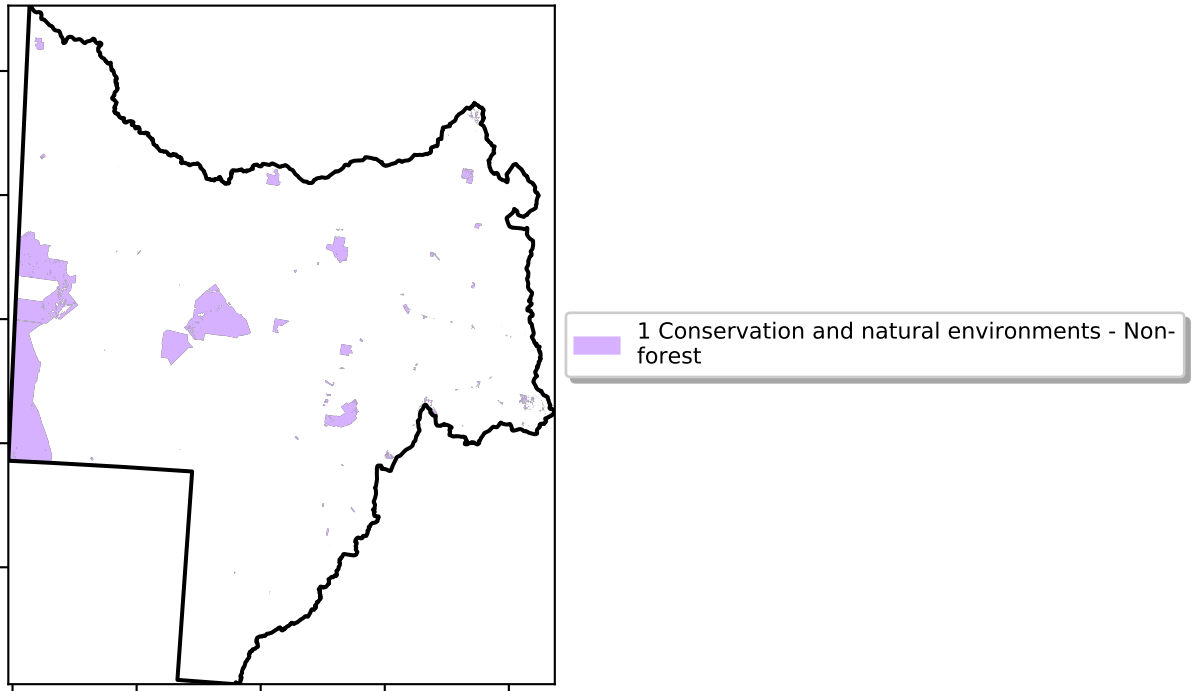 1 Conservation and natural environments - Non-
forest